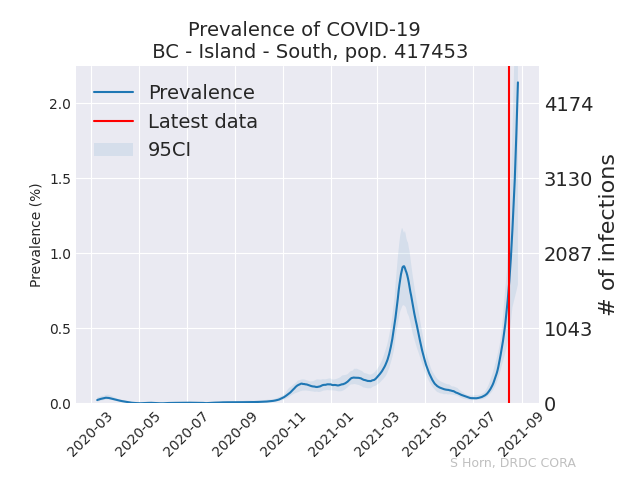 Prevalence of COVID-19
BC - Island - South, pop. 417453
Prevalence
Latest data
95CI
Prevalence (%)
2.0
1.5
1.0
0.5
0.0
4174
3130
2087
1043
0
# of infections
2020-03
2020-05
2020-07
2020-09
2020-11
2021-01
2021-03
2021-05
2021-07
2021-09
S Horn, DRDC CORA